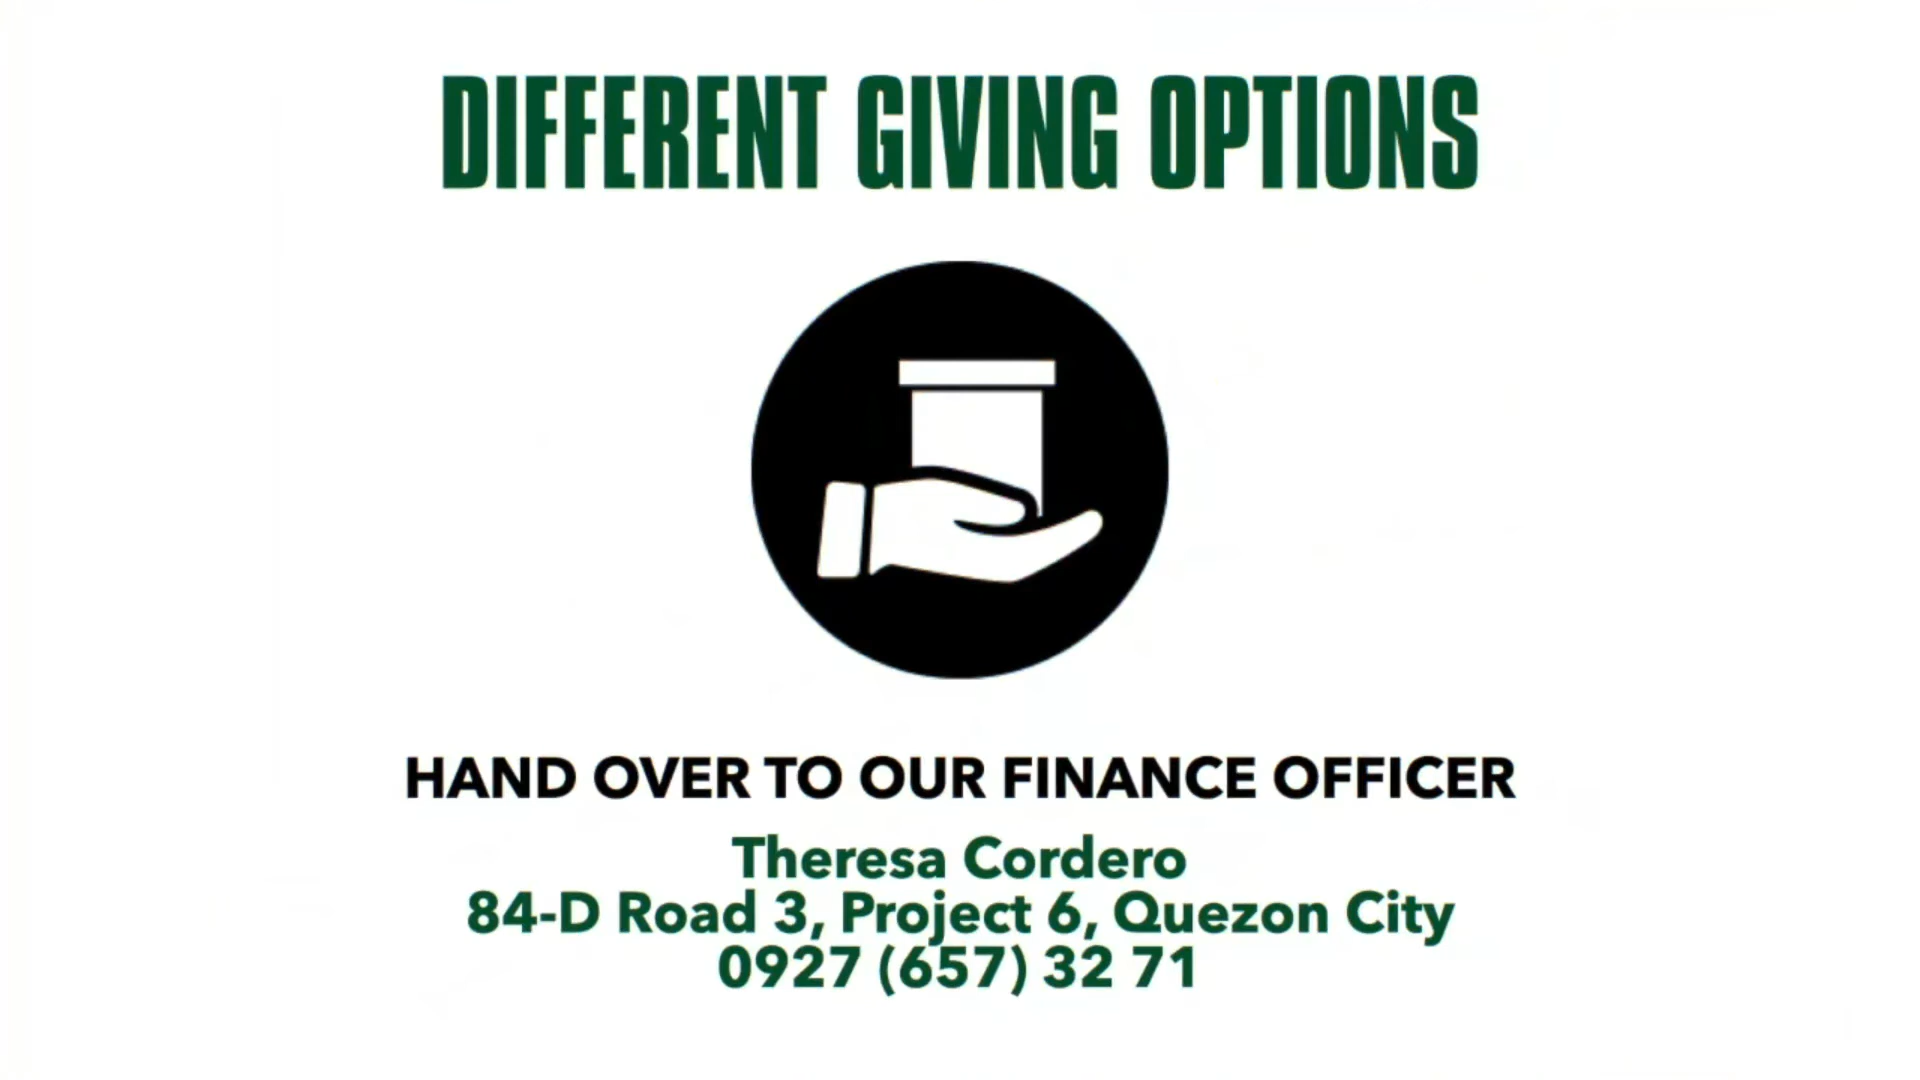 DIFFERENT GIVING OPTIONS
HAND OVER TO OUR FINANCE OFFICER
Theresa Cordero
84-D Road 3, Project 6, Quezon City
0927 (657) 32 71